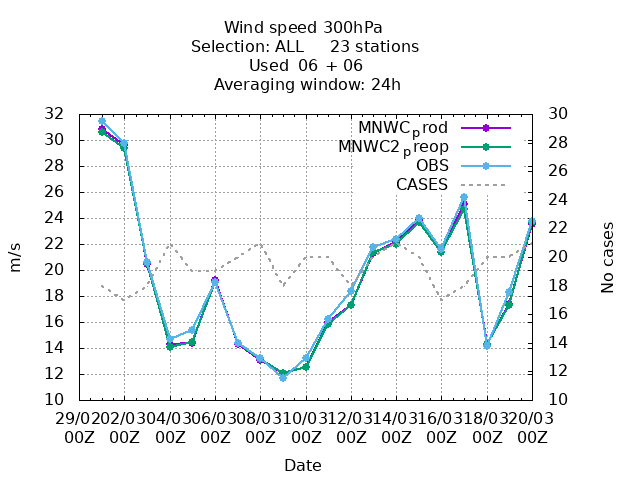 Wind speed 300hPa
Selection: ALL 23 stations
Used 06 + 06
Averaging window: 24h
32 30
30 28
28 26
26 24
24 22
22 20
20 18
18 16
16 14
14 12
12 10
10
MNWCprod
MNWC2preop
OBS
CASES
m/s
No cases
29/02 02/03 04/03 06/03 08/03 10/03 12/03 14/03 16/03 18/03 20/03
00Z 00Z 00Z 00Z 00Z 00Z 00Z 00Z 00Z 00Z 00Z
Date